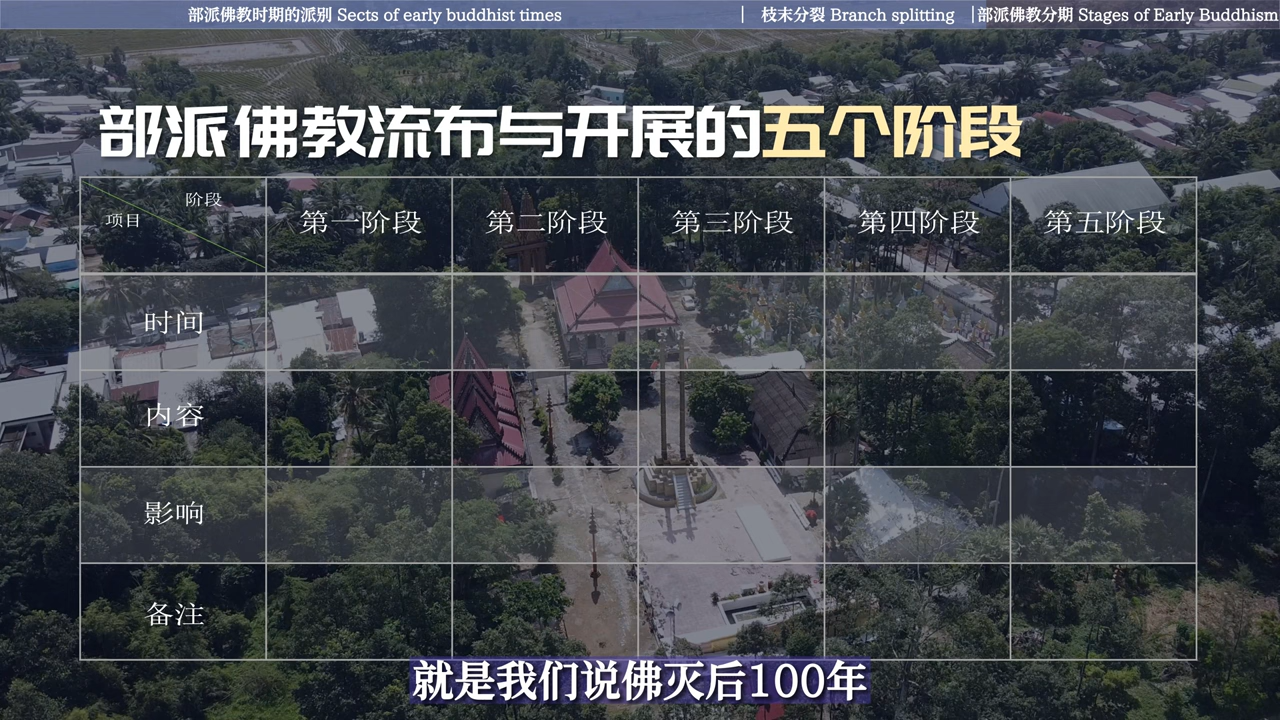 部派佛教时期的派别 Sects of early buddhist times | 枝末分裂 Branch splitting | 部派佛教分期 Stages of Early Buddhism
部派佛教流布与开展的五个阶段
阶段
项目
第一阶段 第二阶段 第三阶段 第四阶段 第五阶段
时间
内容
影响
备注
就是我们说佛灭后100年